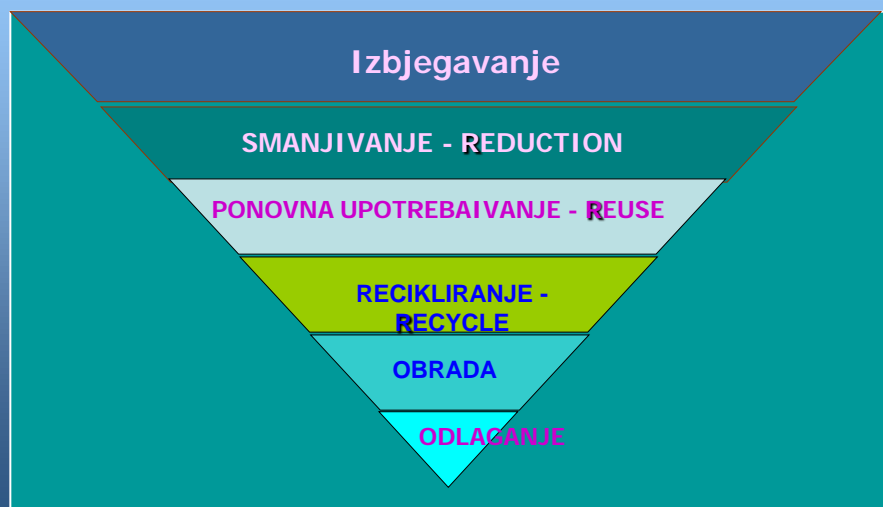 Izbjegavanje
SMANJIVANJE - REDUCTION
PONOVNA UPOTREBAIVANJE - REUSE
RECIKLIRANJE -
RECYCLE
OBRADA
ODLAGANJE